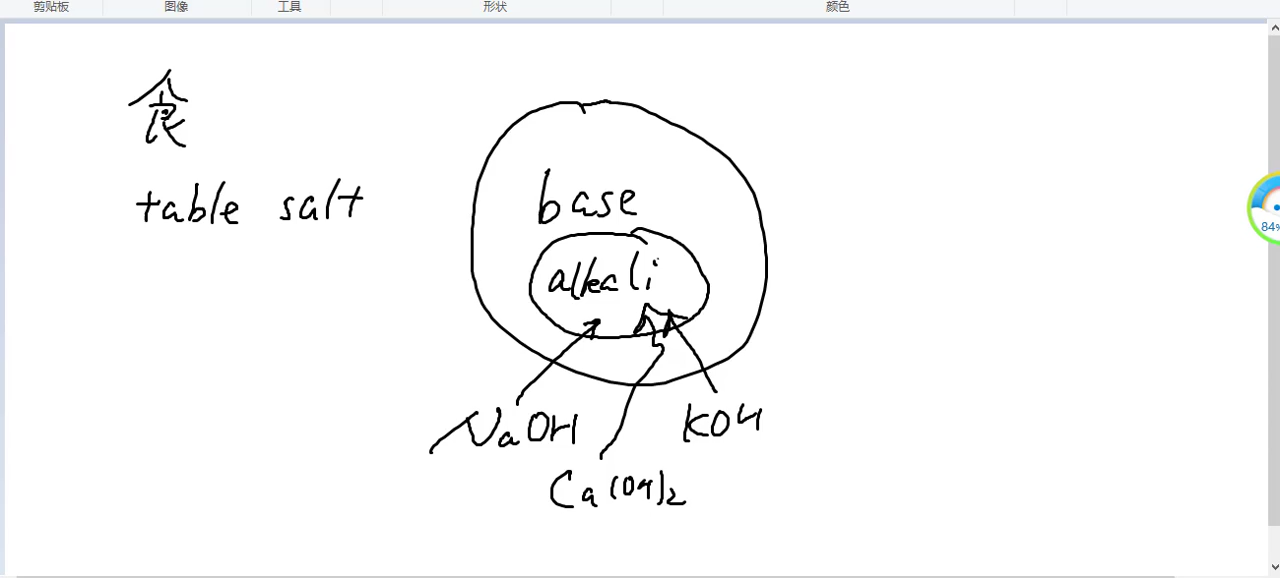 剪贴板 图像 工具 形状 颜色
食
table salt
base
alkali
NaOH
KOH
Ca(OH)2
84%